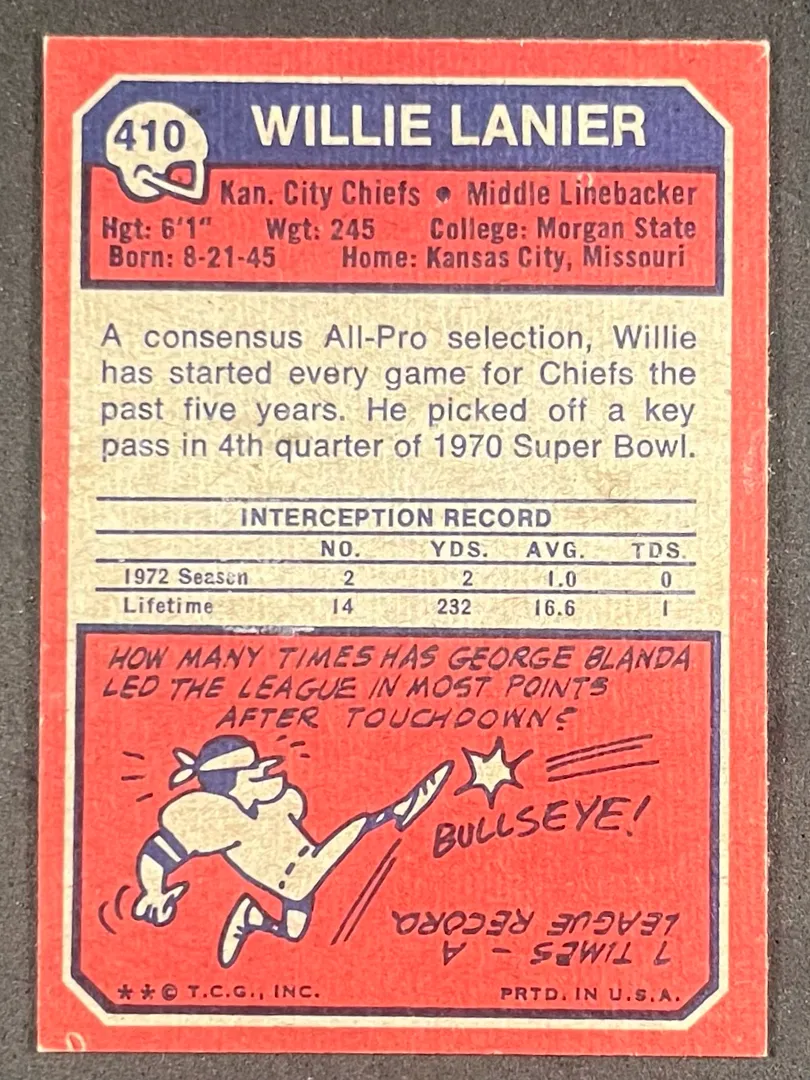 410
WILLIE LANIER
Kan. City Chiefs • Middle Linebacker
Hgt: 6'1" Wgt: 245 College: Morgan State
Born: 8-21-45 Home: Kansas City, Missouri
A consensus All-Pro selection, Willie
has started every game for Chiefs the
past five years. He picked off a key
pass in 4th quarter of 1970 Super Bowl.
INTERCEPTION RECORD
NO. YDS. AVG. TDS.
1972 Season 2 2 1.0 0
Lifetime 14 232 16.6 1
HOW MANY TIMES HAS GEORGE BLANDA
LED THE LEAGUE IN MOST POINTS
AFTER TOUCHDOWN?
BULLSEYE!
7 TIMES - A
LEAGUE RECORD.
** © T.C.G., INC. PRTD. IN U.S.A.